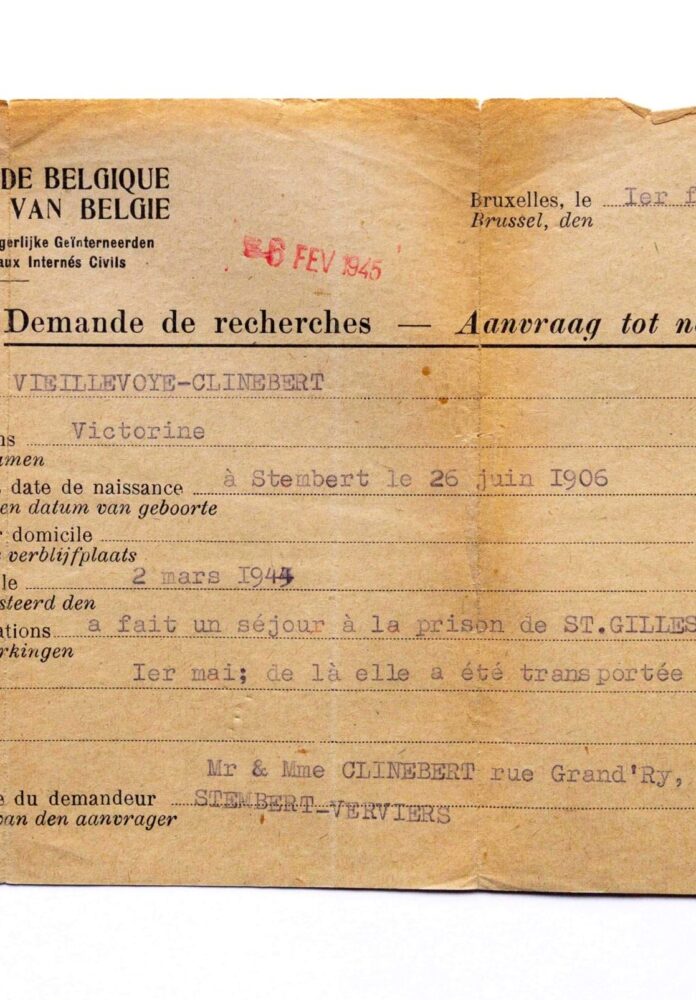 DE BELGIQUE
VAN BELGIE
gerlijke Geïnterneerden
aux Internés Civils
6 FEV 1945
Bruxelles, le Ier f
Brussel, den
Demande de recherches — Aanvraag tot n
VIEILLEVOYE-CLINEBERT
ns Victorine
amen
date de naissance à Stembert le 26 juin 1906
en datum van geboorte
r domicile
verblijfplaats
le 2 mars 1944
steerd den
ations a fait un séjour à la prison de ST.GILLES
rkingen
Ier mai; de là elle a été transportée
Mr & Mme CLINEBERT rue Grand'Ry,
e du demandeur STEMBERT-VERVIERS
van den aanvrager